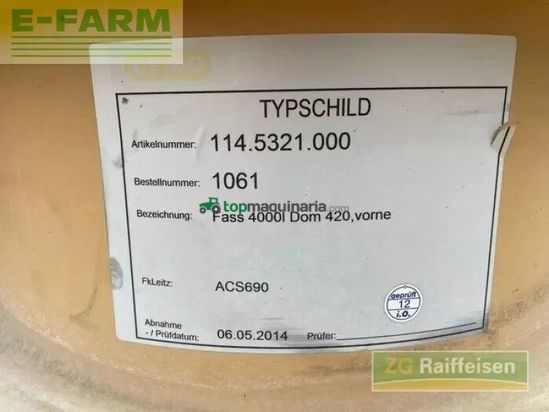 E-FARM
TYPSCHILD
Artikelnummer: 114.5321.000
Bestellnummer: 1061
topmaquinaria.com
Bezeichnung: Fass 4000l Dom 420,vorne
FkLeitz: ACS690
geprüft
12
i.o.
Abnahme
- / Prüfdatum: 06.05.2014 Prüfer:
ZG Raiffeisen